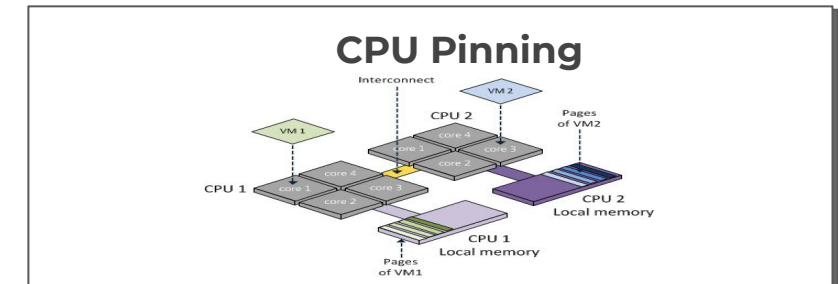 CPU Pinning
Interconnect
VM 2
CPU 2
Pages
of VM2
VM 1
core 4
core 1
core 3
core 2
core 4
CPU 1
core 1
core 3
core 2
CPU 2
Local memory
CPU 1
Local memory
Pages
of VM1